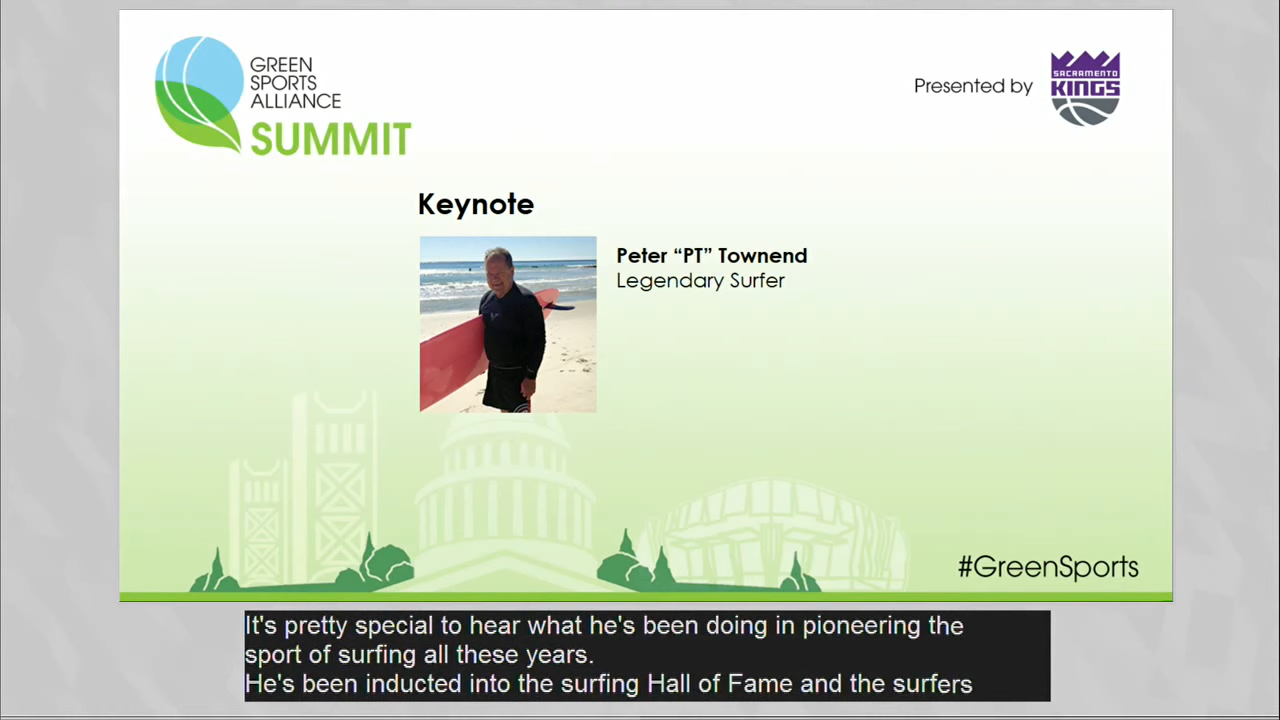 GREEN
SPORTS
ALLIANCE
SUMMIT
Presented by
SACRAMENTO
KINGS
Keynote
Peter “PT” Townend
Legendary Surfer
#GreenSports
It's pretty special to hear what he's been doing in pioneering the
sport of surfing all these years.
He's been inducted into the surfing Hall of Fame and the surfers